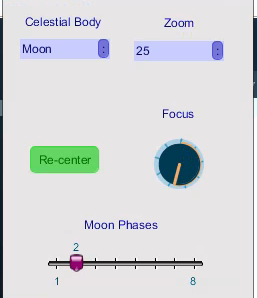 Celestial Body
Zoom
Moon :
25 :
Focus
Re-center
Moon Phases
2
1 8